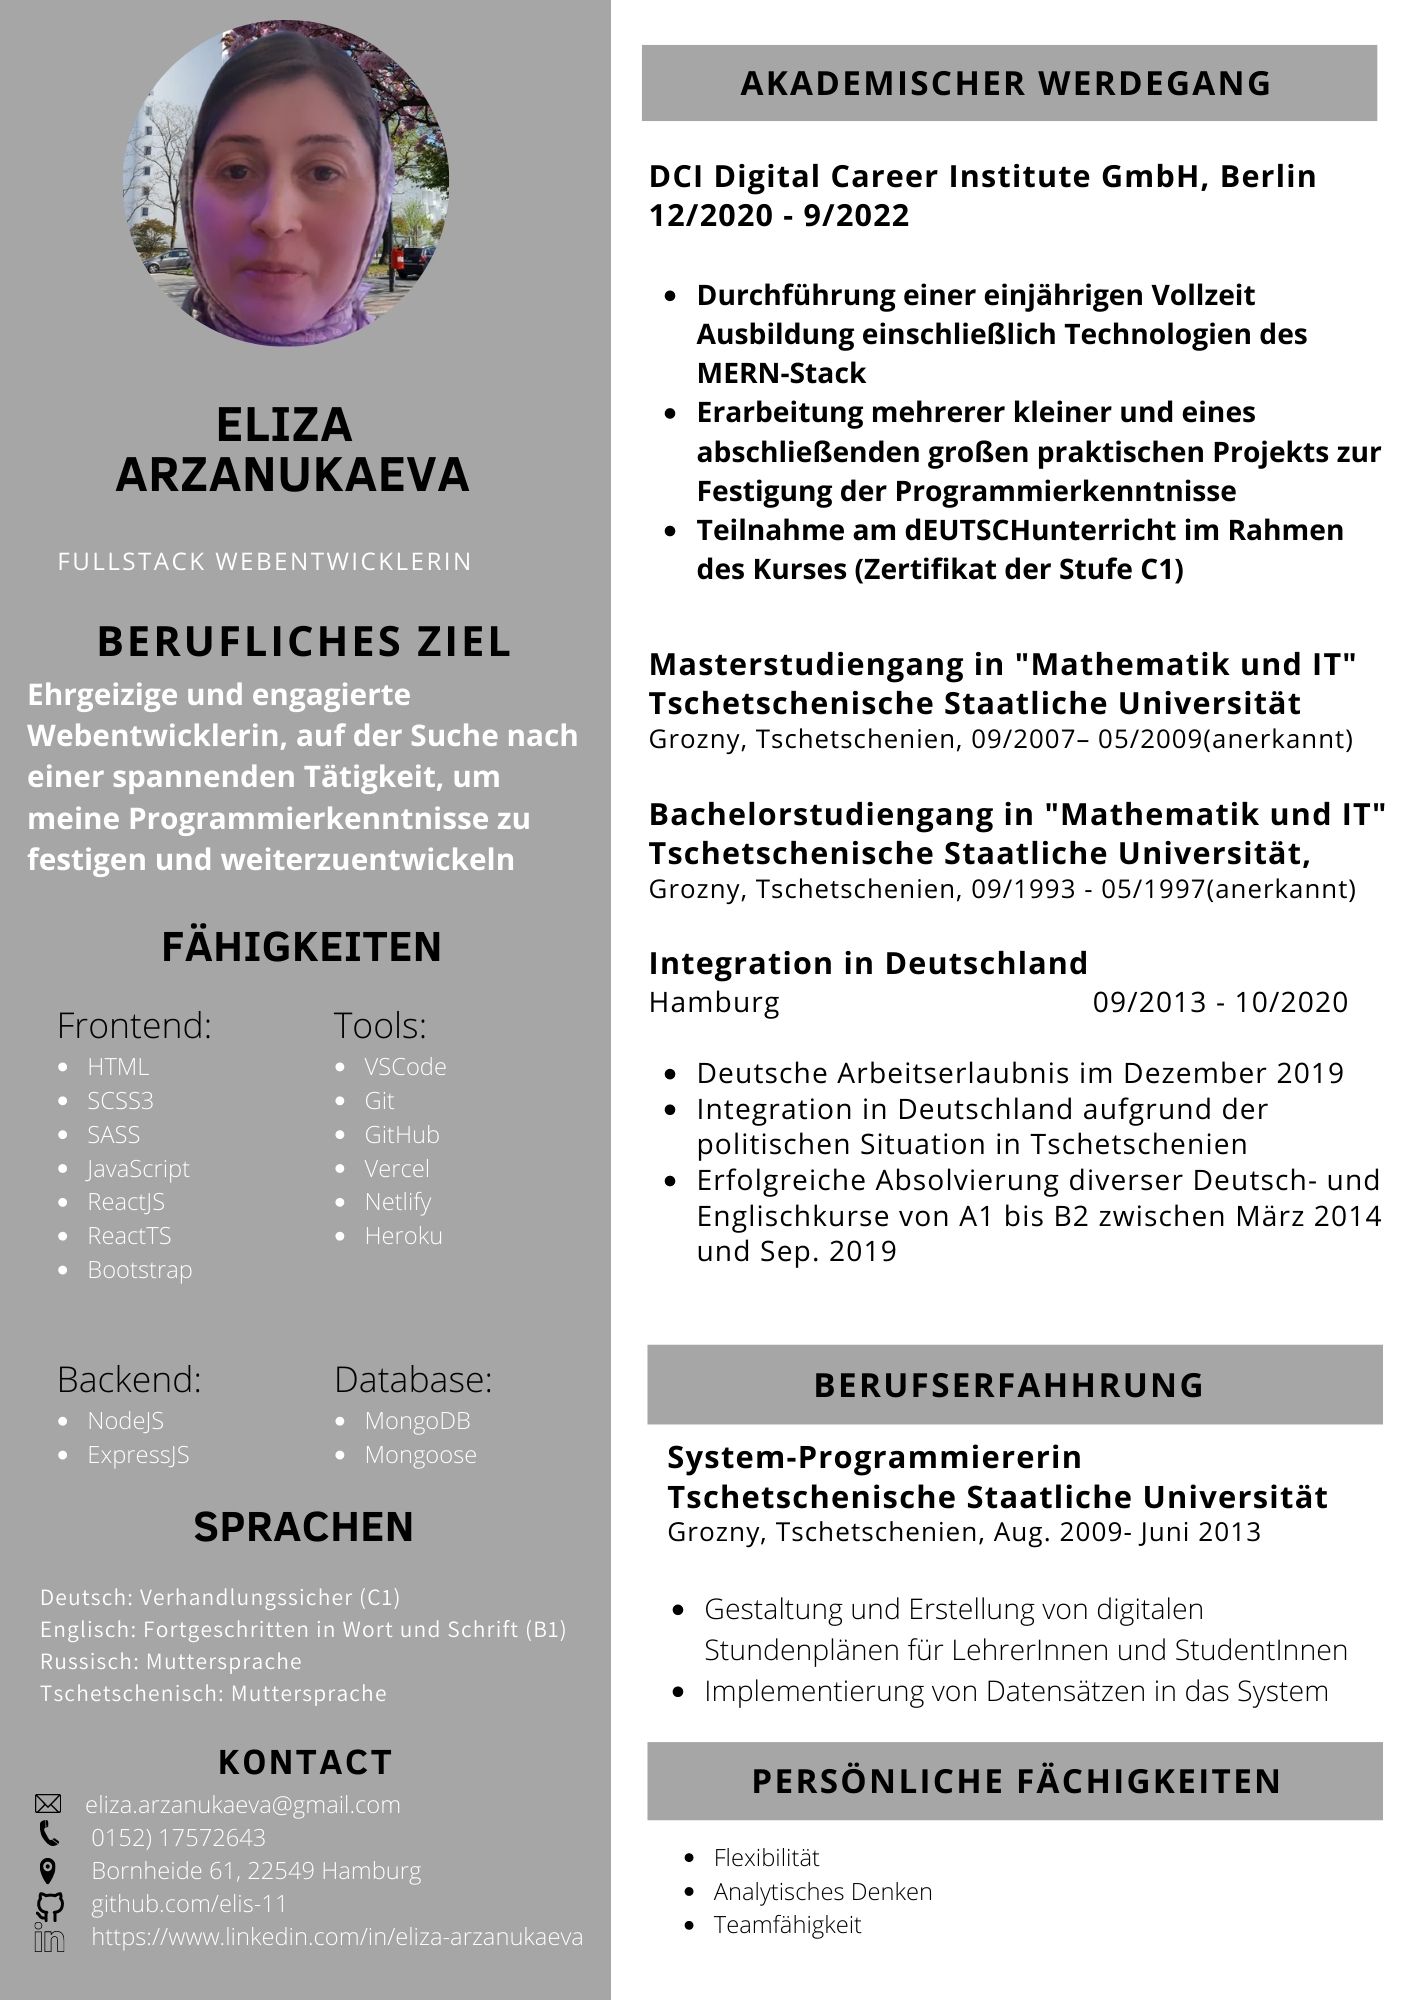 ELIZA
ARZANUKAEVA
FULLSTACK WEBENTWICKLERIN
BERUFLICHES ZIEL
Ehrgeizige und engagierte
Webentwicklerin, auf der Suche nach
einer spannenden Tätigkeit, um
meine Programmierkenntnisse zu
festigen und weiterzuentwickeln
FÄHIGKEITEN
Frontend:
• HTML
• SCSS3
• SASS
• JavaScript
• ReactJS
• ReactTS
• Bootstrap
Tools:
• VSCode
• Git
• GitHub
• Vercel
• Netlify
• Heroku
Backend:
• NodeJS
• ExpressJS
Database:
• MongoDB
• Mongoose
SPRACHEN
Deutsch: Verhandlungssicher (C1)
Englisch: Fortgeschritten in Wort und Schrift (B1)
Russisch: Muttersprache
Tschetschenisch: Muttersprache
KONTACT
eliza.arzanukaeva@gmail.com
0152) 17572643
Bornheide 61, 22549 Hamburg
github.com/elis-11
https://www.linkedin.com/in/eliza-arzanukaeva
AKADEMISCHER WERDEGANG
DCI Digital Career Institute GmbH, Berlin
12/2020 - 9/2022
• Durchführung einer einjährigen Vollzeit
Ausbildung einschließlich Technologien des
MERN-Stack
• Erarbeitung mehrerer kleiner und eines
abschließenden großen praktischen Projekts zur
Festigung der Programmierkenntnisse
• Teilnahme am dEUTSCHunterricht im Rahmen
des Kurses (Zertifikat der Stufe C1)
Masterstudiengang in "Mathematik und IT"
Tschetschenische Staatliche Universität
Grozny, Tschetschenien, 09/2007– 05/2009(anerkannt)
Bachelorstudiengang in "Mathematik und IT"
Tschetschenische Staatliche Universität,
Grozny, Tschetschenien, 09/1993 - 05/1997(anerkannt)
Integration in Deutschland
Hamburg 09/2013 - 10/2020
• Deutsche Arbeitserlaubnis im Dezember 2019
• Integration in Deutschland aufgrund der
politischen Situation in Tschetschenien
• Erfolgreiche Absolvierung diverser Deutsch- und
Englischkurse von A1 bis B2 zwischen März 2014
und Sep. 2019
BERUFSERFAHHRUNG
System-Programmiererin
Tschetschenische Staatliche Universität
Grozny, Tschetschenien, Aug. 2009- Juni 2013
• Gestaltung und Erstellung von digitalen
Stundenplänen für LehrerInnen und StudentInnen
• Implementierung von Datensätzen in das System
PERSÖNLICHE FÄCHIGKEITEN
• Flexibilität
• Analytisches Denken
• Teamfähigkeit